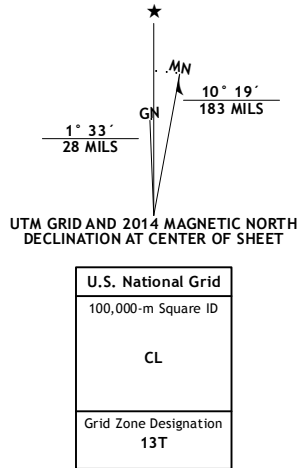 ★
MN
GN
10° 19´
183 MILS
1° 33´
28 MILS
UTM GRID AND 2014 MAGNETIC NORTH
DECLINATION AT CENTER OF SHEET
U.S. National Grid
100,000-m Square ID
CL
Grid Zone Designation
13T